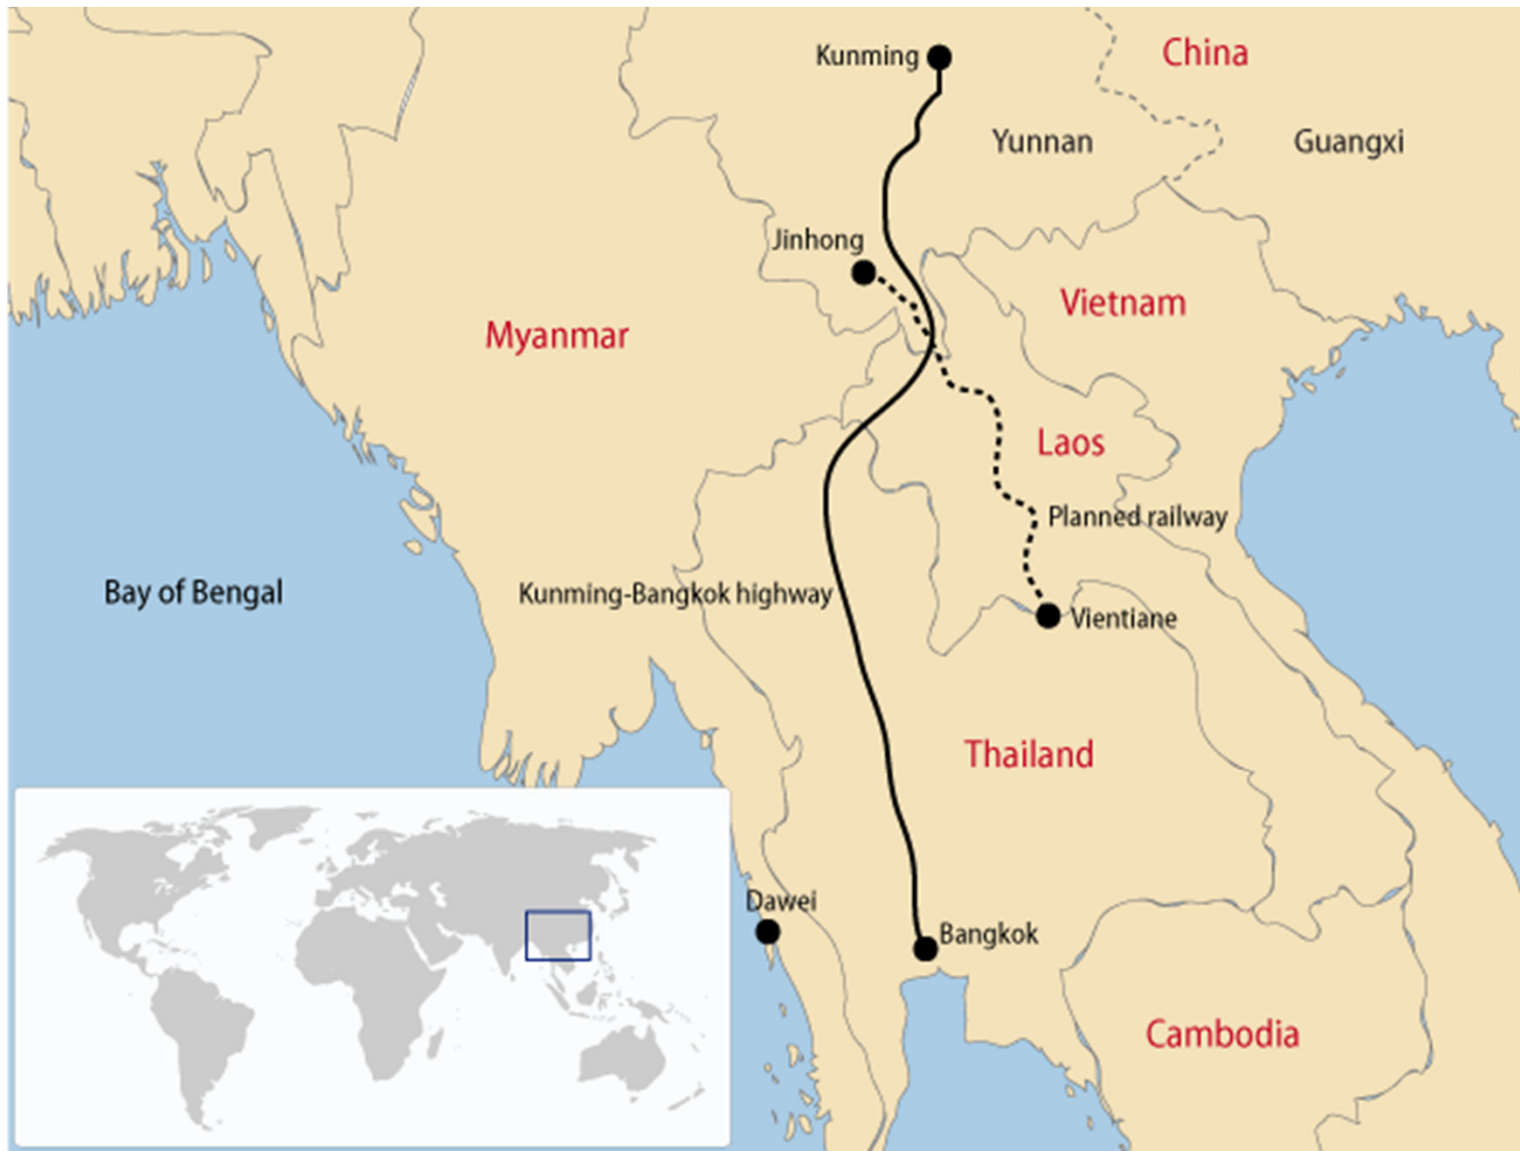 Kunming
China
Yunnan
Guangxi
Jinhong
Vietnam
Myanmar
Laos
Planned railway
Bay of Bengal
Kunming-Bangkok highway
Vientiane
Thailand
Dawei
Bangkok
Cambodia